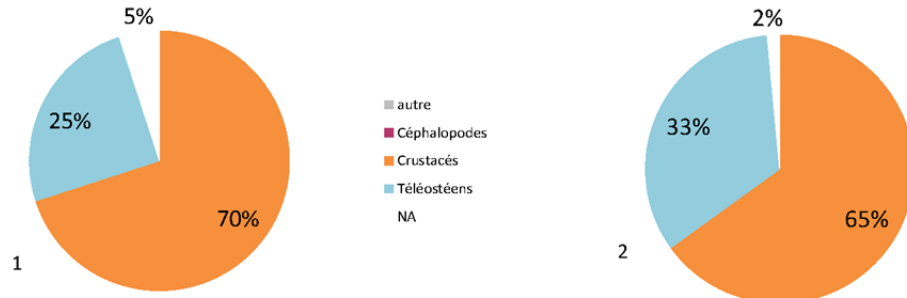 5%
25%
70%
1
autre
Céphalopodes
Crustacés
Téléostéens
NA
2%
33%
65%
2